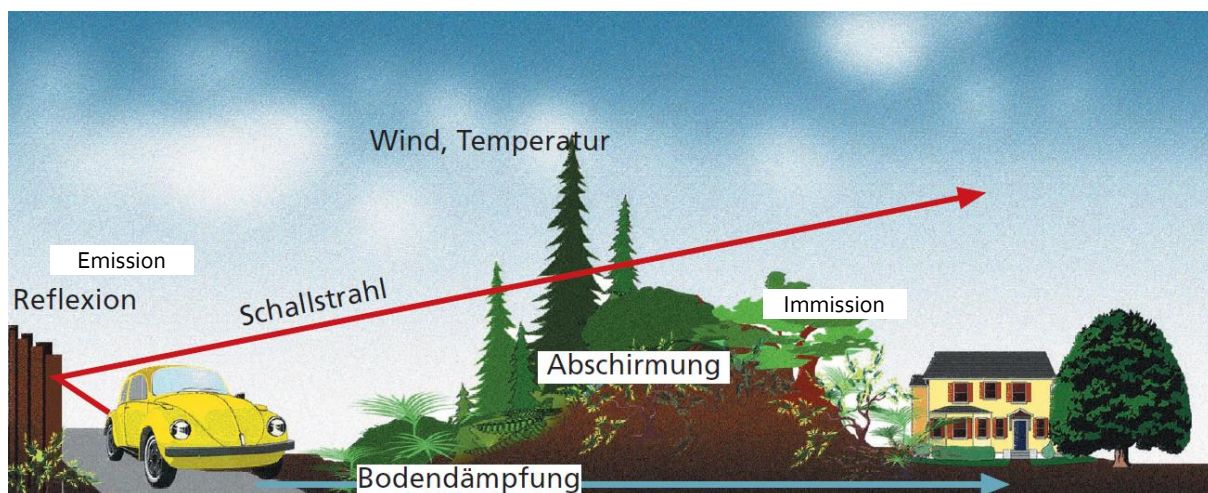 Wind, Temperatur
Emission
Reflexion
Schallstrahl
Immission
Abschirmung
Bodendämpfung